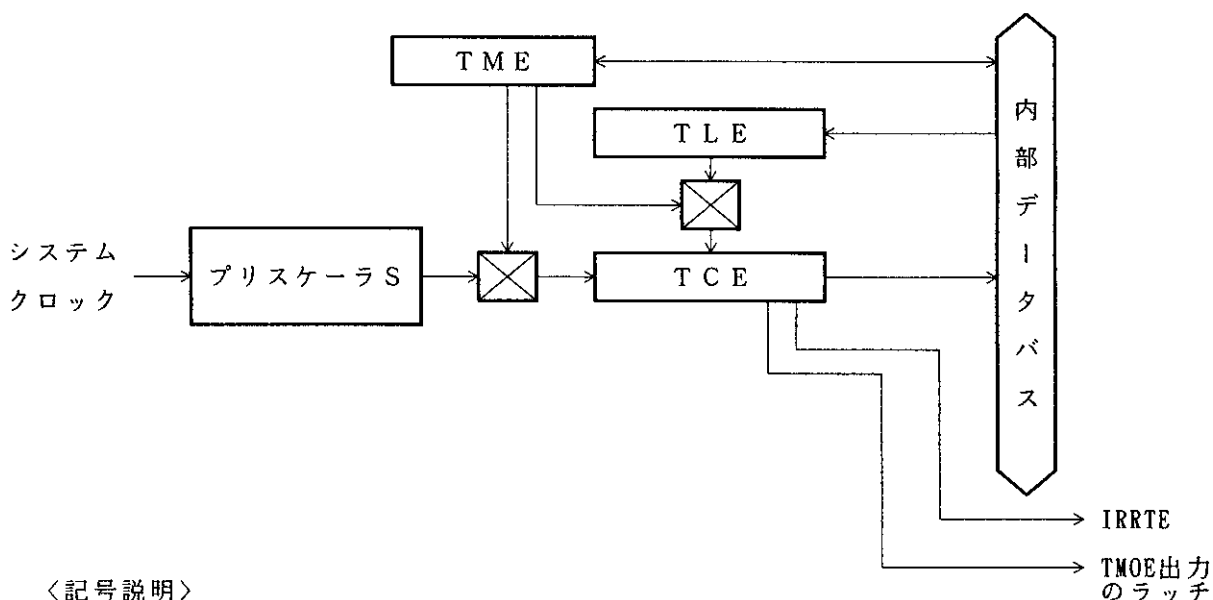 TME
内部データバス
TLE
システム
クロック
プリスケーラS
TCE
IRRTE
TMOE出力
のラッチ
〈記号説明〉